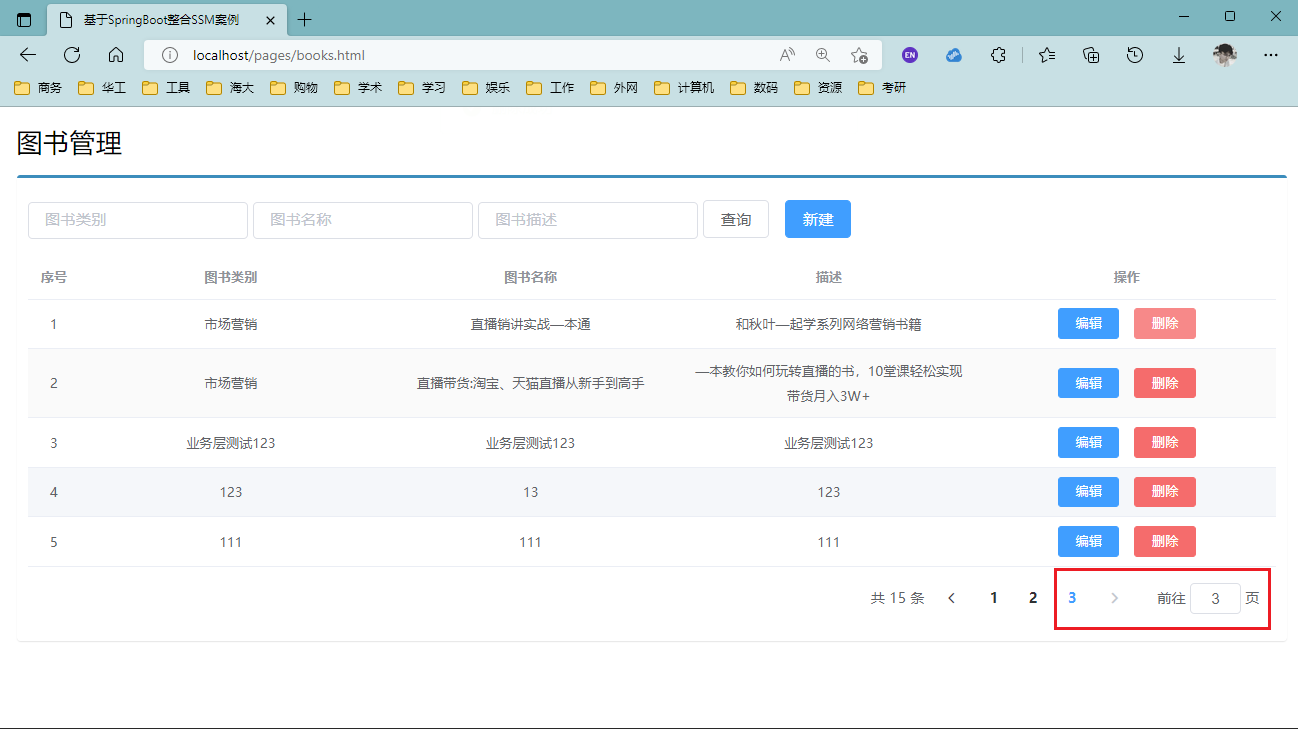 基于SpringBoot整合SSM案例
localhost/pages/books.html
EN
商务 华工 工具 海大 购物 学术 学习 娱乐 工作 外网 计算机 数码 资源 考研
图书管理
图书类别 图书名称 图书描述 查询 新建
序号 图书类别 图书名称 描述 操作
1 市场营销 直播销讲实战—本通 和秋叶—起学系列网络营销书籍 编辑 删除
2 市场营销 直播带货:淘宝、天猫直播从新手到高手 —本教你如何玩转直播的书，10堂课轻松实现
带货月入3W+ 编辑 删除
3 业务层测试123 业务层测试123 业务层测试123 编辑 删除
4 123 13 123 编辑 删除
5 111 111 111 编辑 删除
共 15 条 1 2 3 前往 3 页